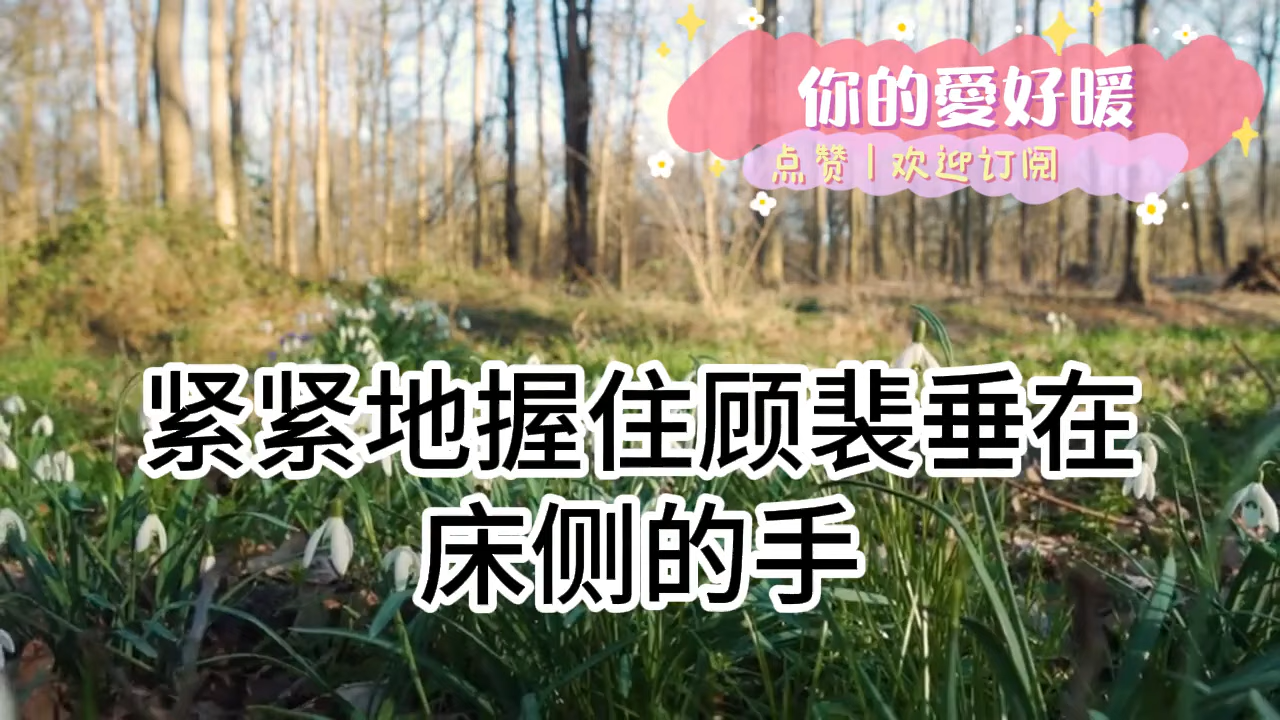 你的愛好暖
点赞 | 欢迎订阅
紧紧地握住顾裴垂在
床侧的手